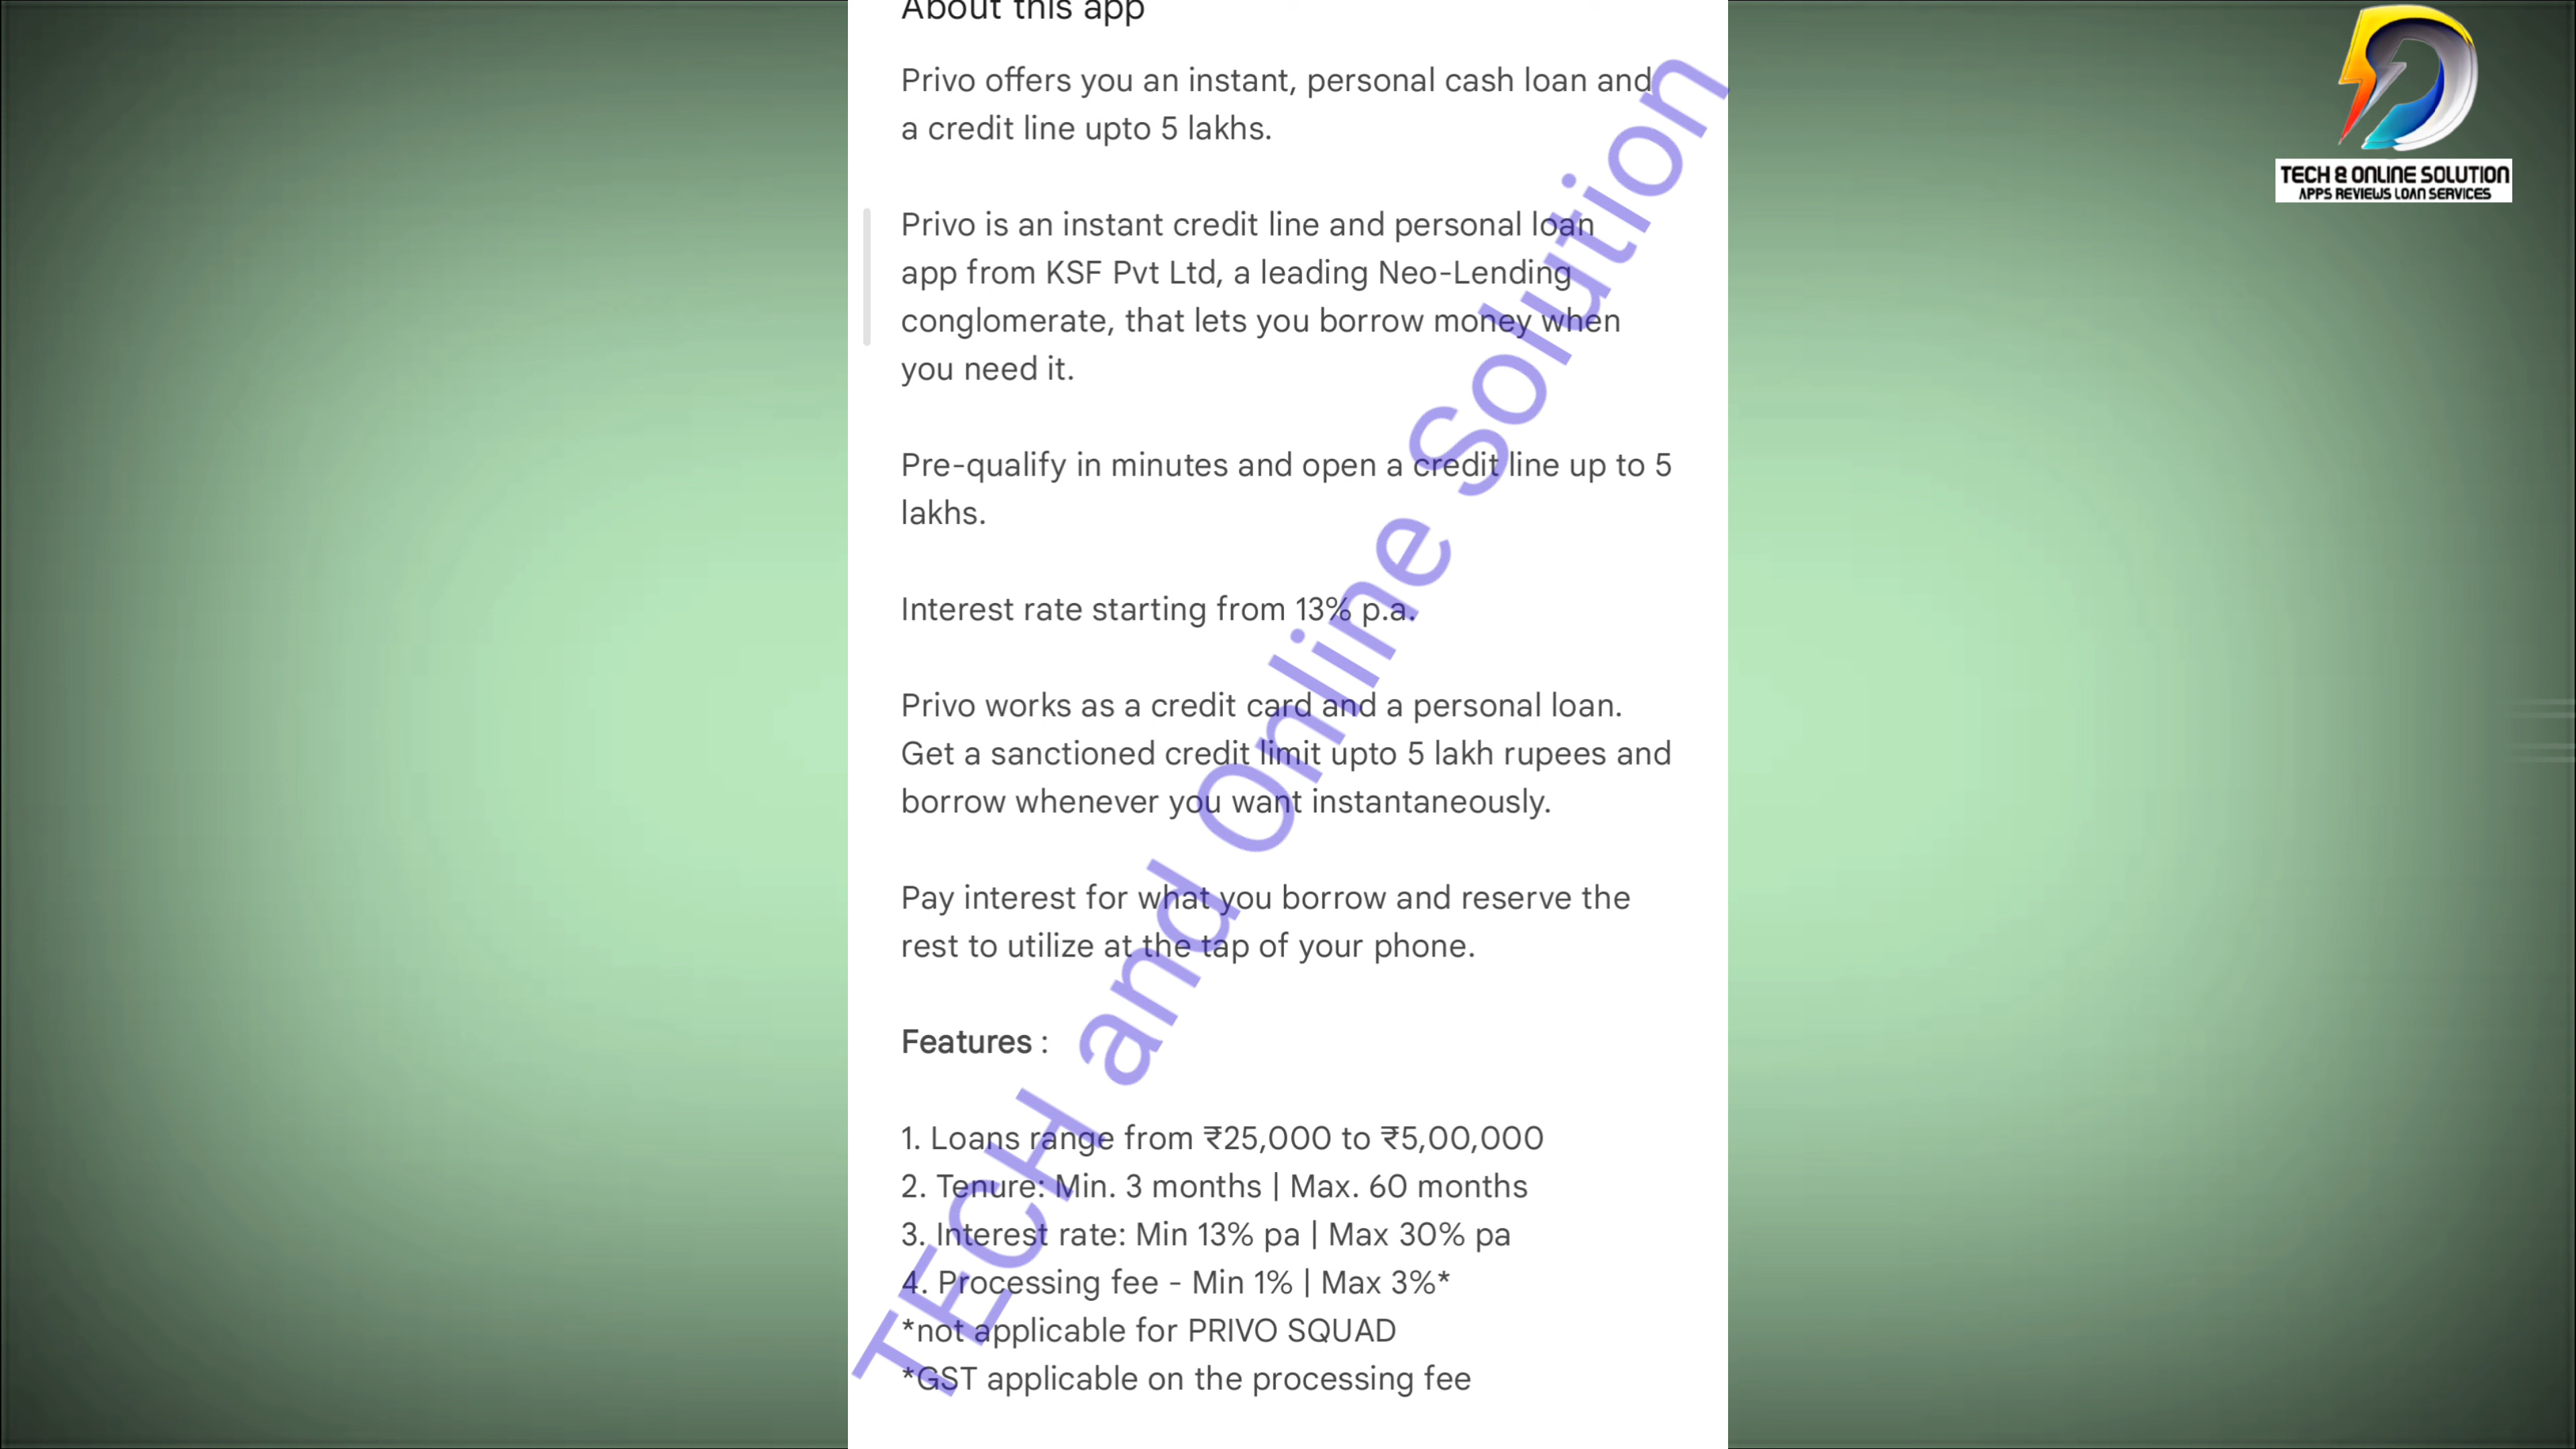 About this app
Privo offers you an instant, personal cash loan and
a credit line upto 5 lakhs.
Privo is an instant credit line and personal loan
app from KSF Pvt Ltd, a leading Neo-Lending
conglomerate, that lets you borrow money when
you need it.
Pre-qualify in minutes and open a credit line up to 5
lakhs.
Interest rate starting from 13% p.a.
Privo works as a credit card and a personal loan.
Get a sanctioned credit limit upto 5 lakh rupees and
borrow whenever you want instantaneously.
Pay interest for what you borrow and reserve the
rest to utilize at the tap of your phone.
Features :
1. Loans range from ₹25,000 to ₹5,00,000
2. Tenure: Min. 3 months | Max. 60 months
3. Interest rate: Min 13% pa | Max 30% pa
4. Processing fee - Min 1% | Max 3%*
*not applicable for PRIVO SQUAD
*GST applicable on the processing fee
TECH and Online Solution
TECH & ONLINE SOLUTION
APPS REVIEWS LOAN SERVICES